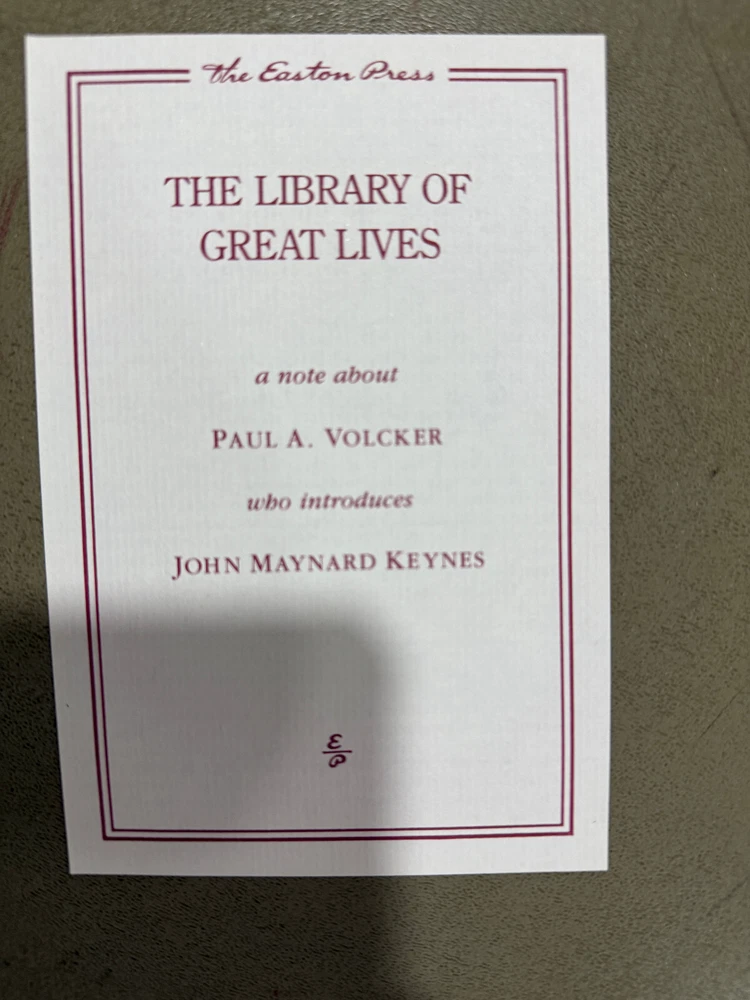 The Easton Press
THE LIBRARY OF
GREAT LIVES
a note about
PAUL A. VOLCKER
who introduces
JOHN MAYNARD KEYNES
E
P